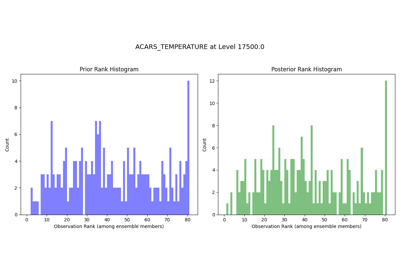 ACARS_TEMPERATURE at Level 17500.0
Prior Rank Histogram
Posterior Rank Histogram
10
8
6
4
2
0
Count
0 10 20 30 40 50 60 70 80
Observation Rank (among ensemble members)
12
10
8
6
4
2
0
Count
0 10 20 30 40 50 60 70 80
Observation Rank (among ensemble members)